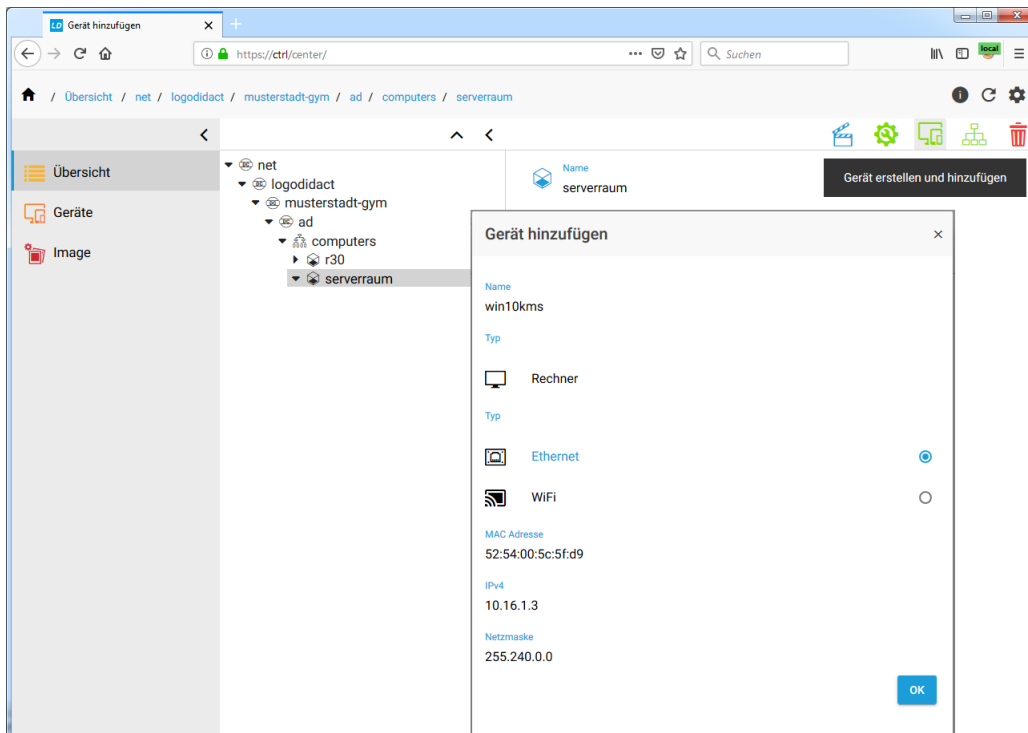 LD Gerät hinzufügen
https://ctrl/center/
Suchen
local
/ Übersicht / net / logodidact / musterstadt-gym / ad / computers / serverraum
Übersicht
Geräte
Image
net
logodidact
musterstadt-gym
ad
computers
r30
serverraum
Name
serverraum
Gerät erstellen und hinzufügen
Gerät hinzufügen
Name
win10kms
Typ
Rechner
Typ
Ethernet
WiFi
MAC Adresse
52:54:00:5c:5f:d9
IPv4
10.16.1.3
Netzmaske
255.240.0.0
OK